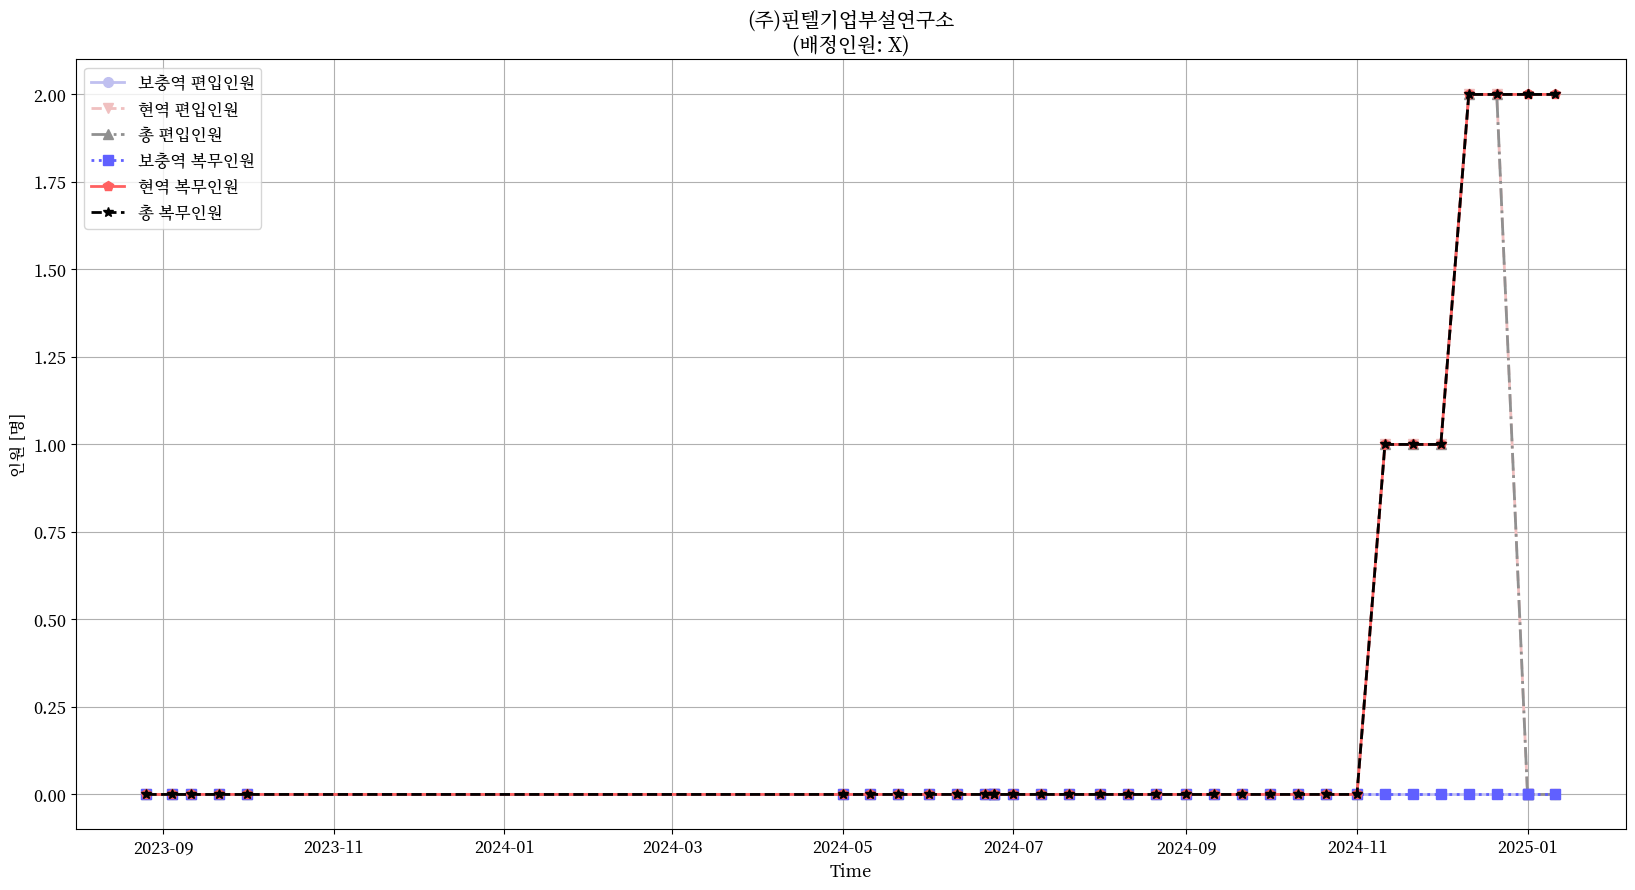 (주)핀텔기업부설연구소
(배정인원: X)
보충역 편입인원
현역 편입인원
총 편입인원
보충역 복무인원
현역 복무인원
총 복무인원
2.00
1.75
1.50
1.25
1.00
0.75
0.50
0.25
0.00
인원 [명]
2023-09
2023-11
2024-01
2024-03
2024-05
2024-07
2024-09
2024-11
2025-01
Time